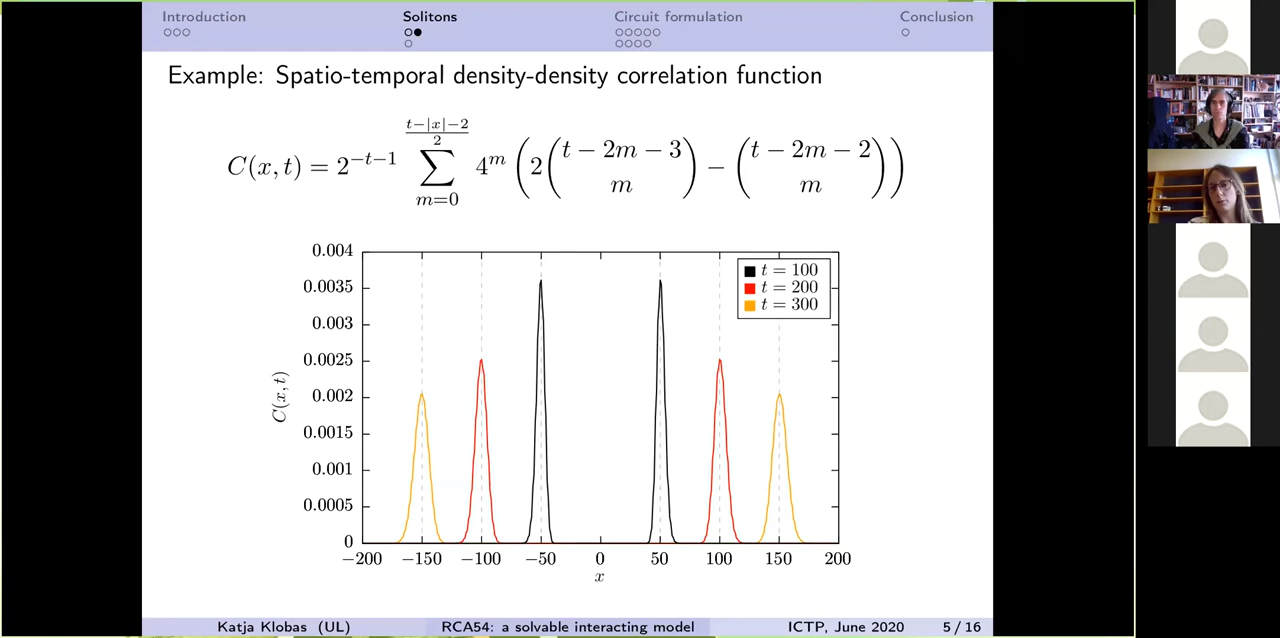 Introduction Solitons Circuit formulation Conclusion
Example: Spatio-temporal density-density correlation function
C(x, t) = 2^{−t−1} \sum_{m=0}^{\frac{t−|x|−2}{2}} 4^m \left( 2 \binom{t − 2m − 3}{m} − \binom{t − 2m − 2}{m} \right)
0.004
0.0035
0.003
0.0025
0.002
0.0015
0.001
0.0005
0
C(x, t)
t = 100
t = 200
t = 300
−200 −150 −100 −50 0 50 100 150 200
x
Katja Klobas (UL) RCA54: a solvable interacting model ICTP, June 2020 5 / 16